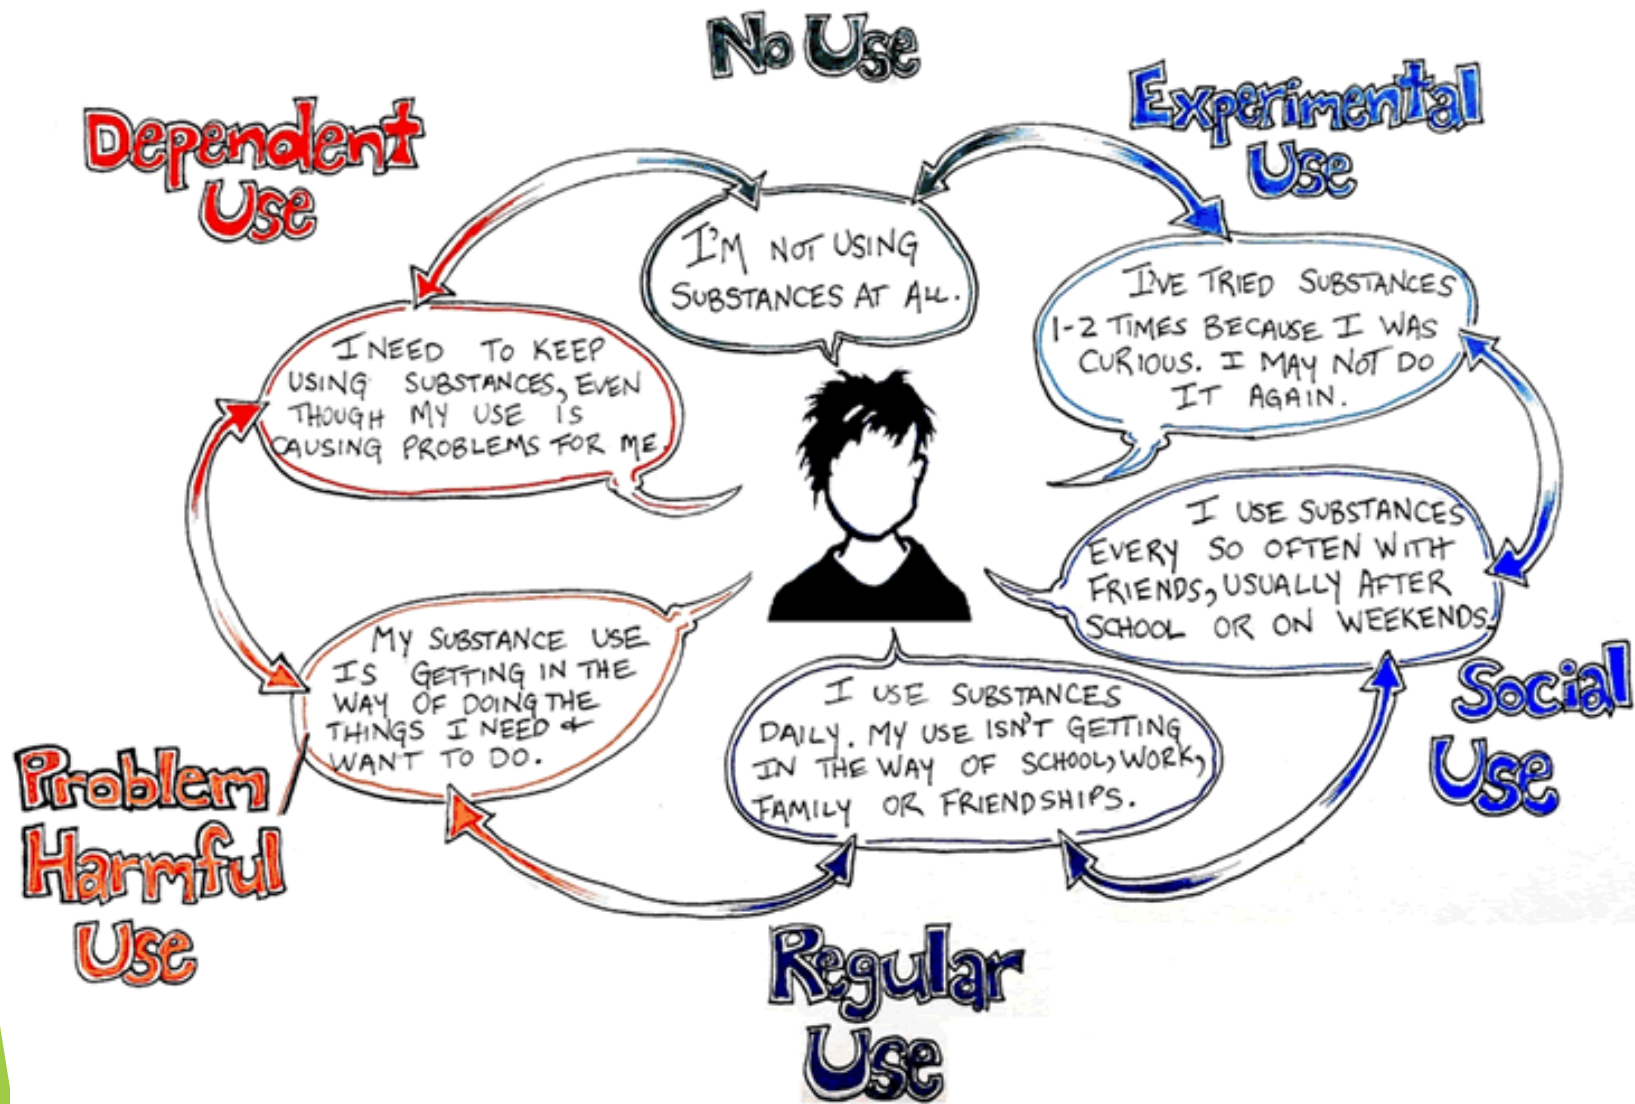 No Use
I'M NOT USING
SUBSTANCES AT ALL.
Experimental
Use
I'VE TRIED SUBSTANCES
1-2 TIMES BECAUSE I WAS
CURIOUS. I MAY NOT DO
IT AGAIN.
I USE SUBSTANCES
EVERY SO OFTEN WITH
FRIENDS, USUALLY AFTER
SCHOOL OR ON WEEKENDS.
Social
Use
I USE SUBSTANCES
DAILY. MY USE ISN'T GETTING
IN THE WAY OF SCHOOL, WORK,
FAMILY OR FRIENDSHIPS.
Regular
Use
MY SUBSTANCE USE
IS GETTING IN THE
WAY OF DOING THE
THINGS I NEED &
WANT TO DO.
Problem /
Harmful
Use
Dependent
Use
I NEED TO KEEP
USING SUBSTANCES, EVEN
THOUGH MY USE IS
CAUSING PROBLEMS FOR ME.